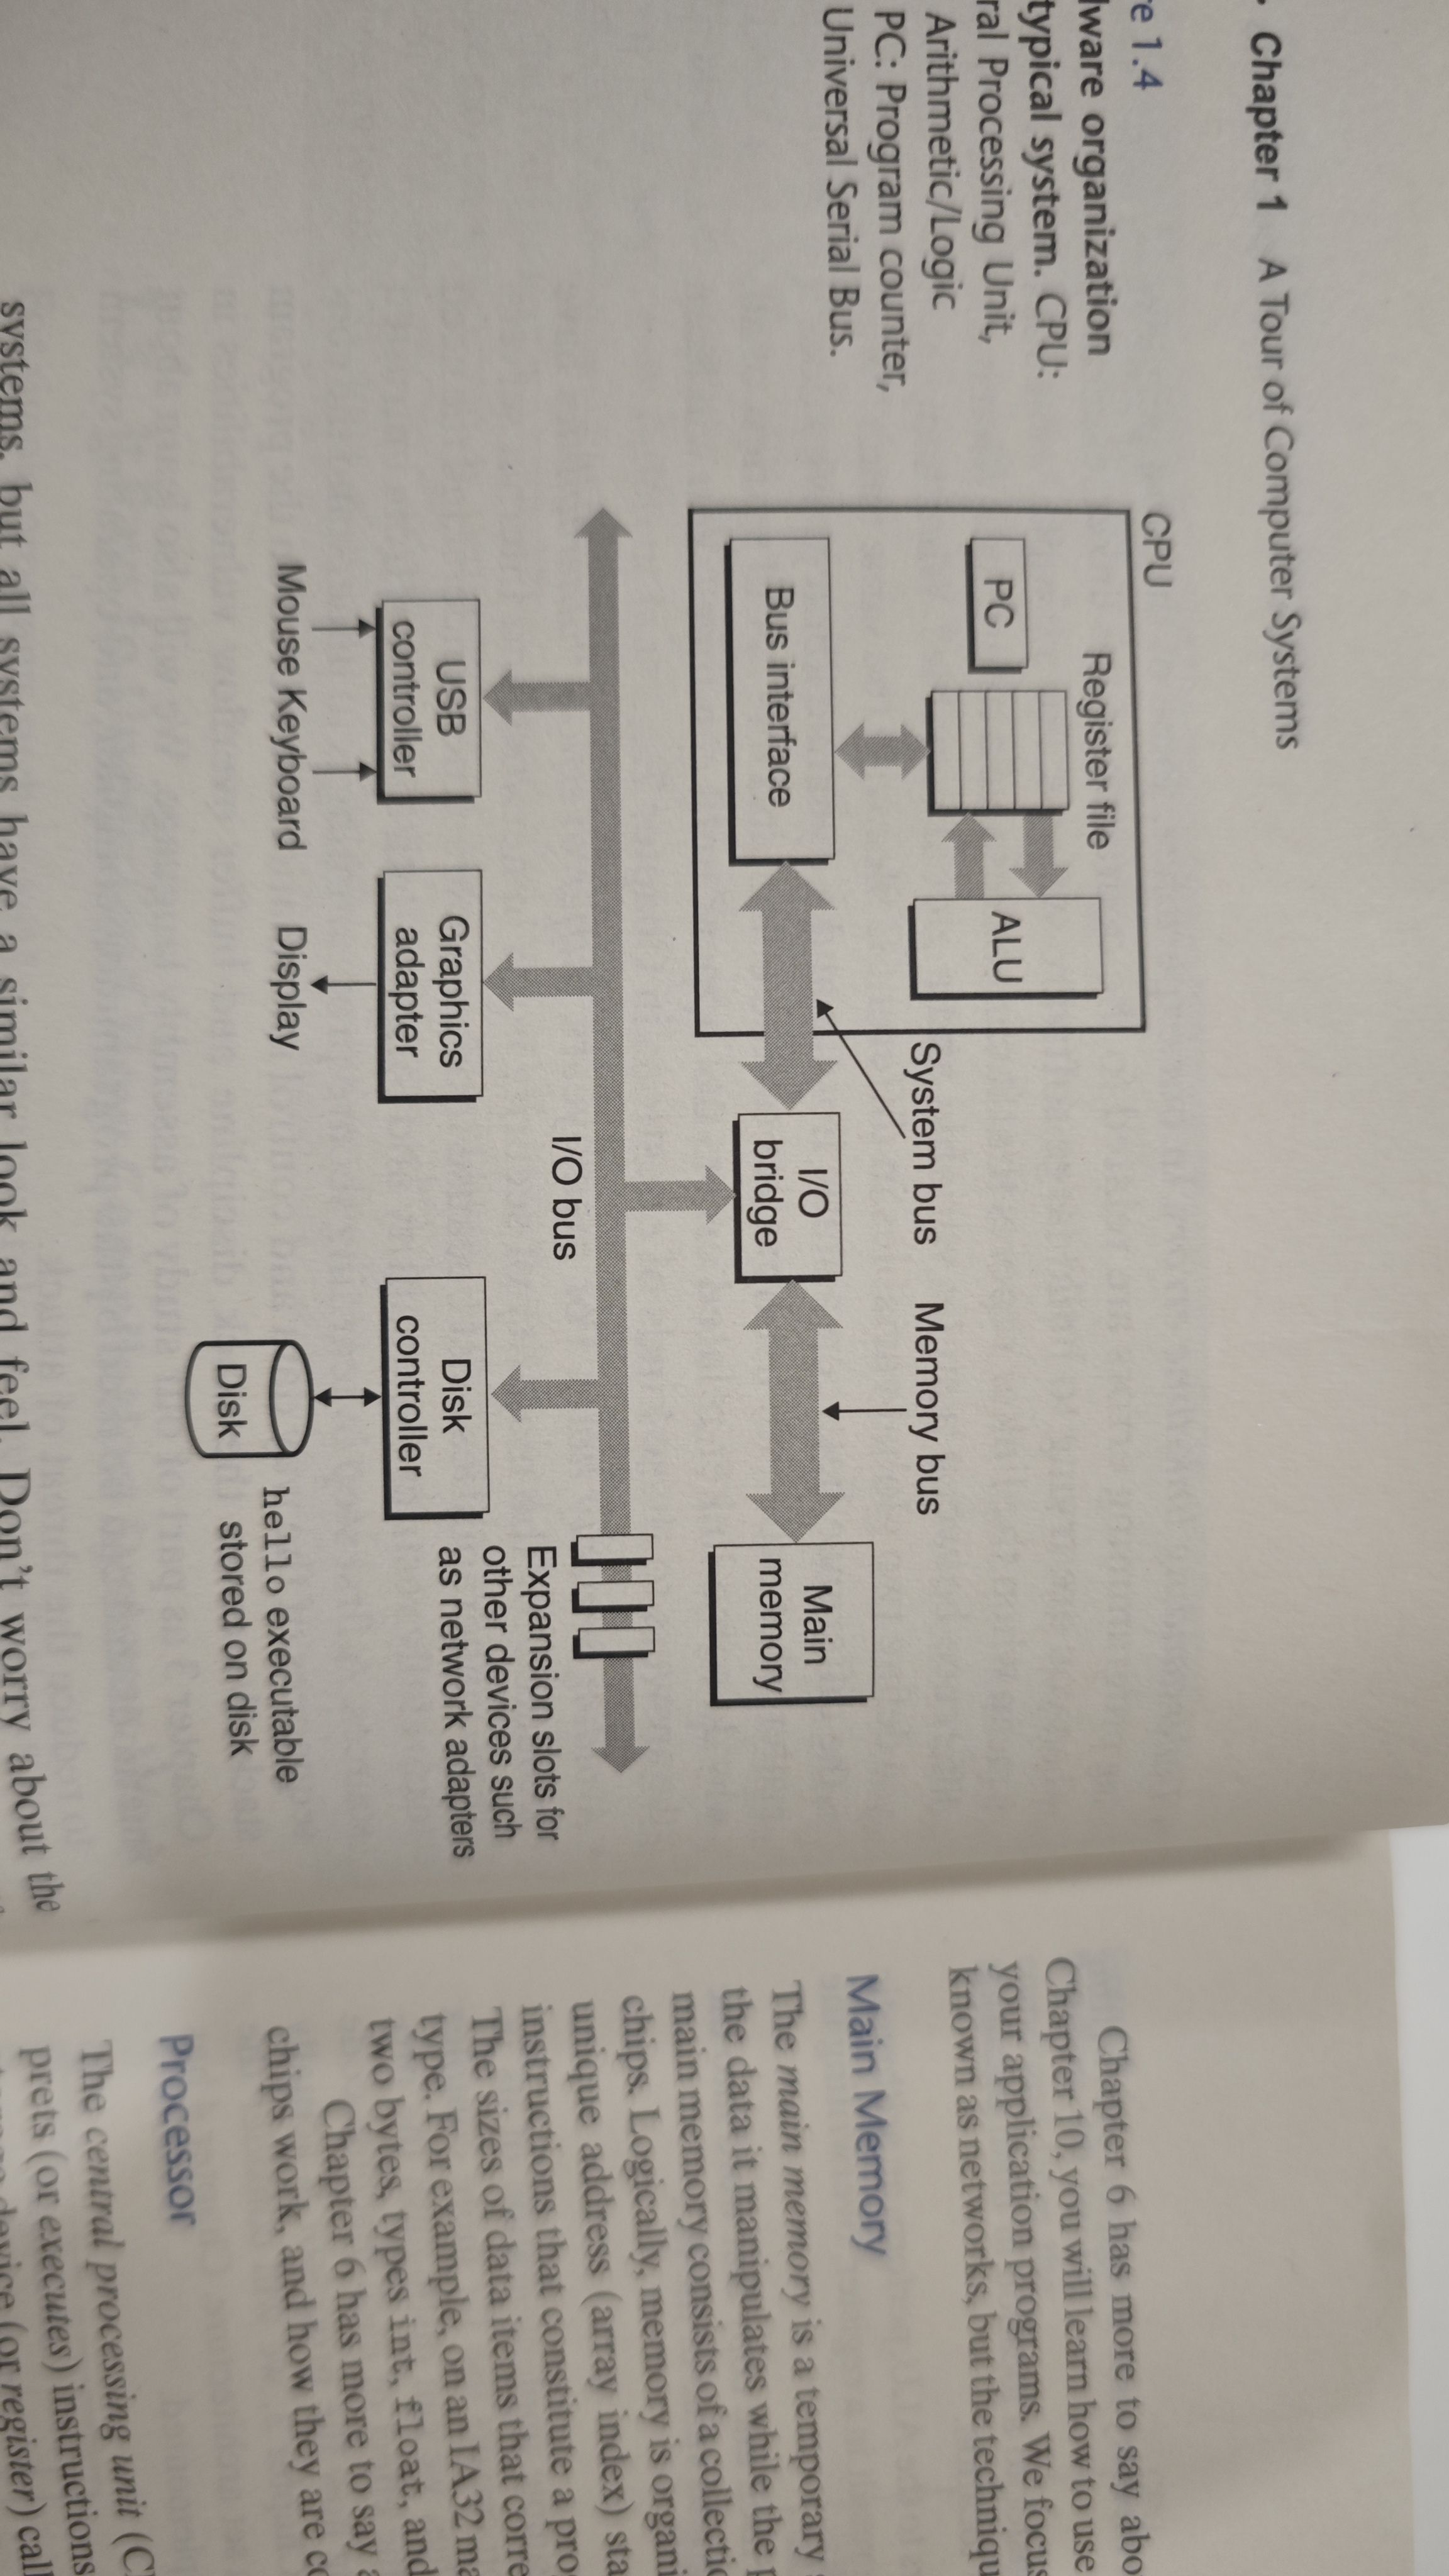 Chapter 1 A Tour of Computer Systems
e 1.4
lware organization
typical system. CPU:
ral Processing Unit,
Arithmetic/Logic
PC: Program counter,
Universal Serial Bus.
CPU
Register file
PC
ALU
System bus
Memory bus
Bus interface
I/O
bridge
Main
memory
I/O bus
Expansion slots for
other devices such
as network adapters
USB
controller
Graphics
adapter
Disk
controller
Mouse Keyboard
Display
Disk
hello executable
stored on disk
systems, but all systems have a similar look and feel. Don't worry about the
Chapter 6 has more to say abo
Chapter 10, you will learn how to use
your application programs. We focus
known as networks, but the techniqu
Main Memory
The main memory is a temporary
the data it manipulates while the p
main memory consists of a collectio
chips. Logically, memory is organi
unique address (array index) sta
instructions that constitute a pro
The sizes of data items that corre
type. For example, on an IA32 ma
two bytes, types int, float, and
Chapter 6 has more to say a
chips work, and how they are co
Processor
The central processing unit (C
prets (or executes) instructions
device (or register) call